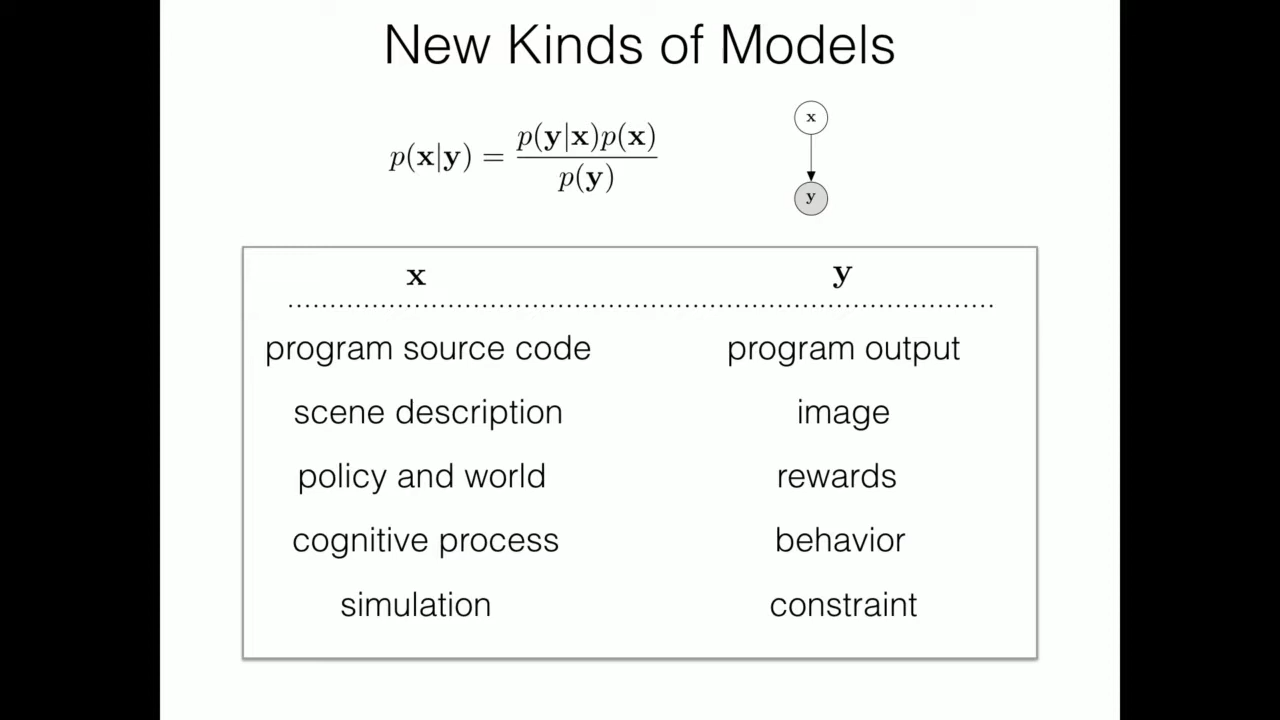 New Kinds of Models
p(x|y) = p(y|x)p(x) / p(y)
x
y
x y
program source code program output
scene description image
policy and world rewards
cognitive process behavior
simulation constraint